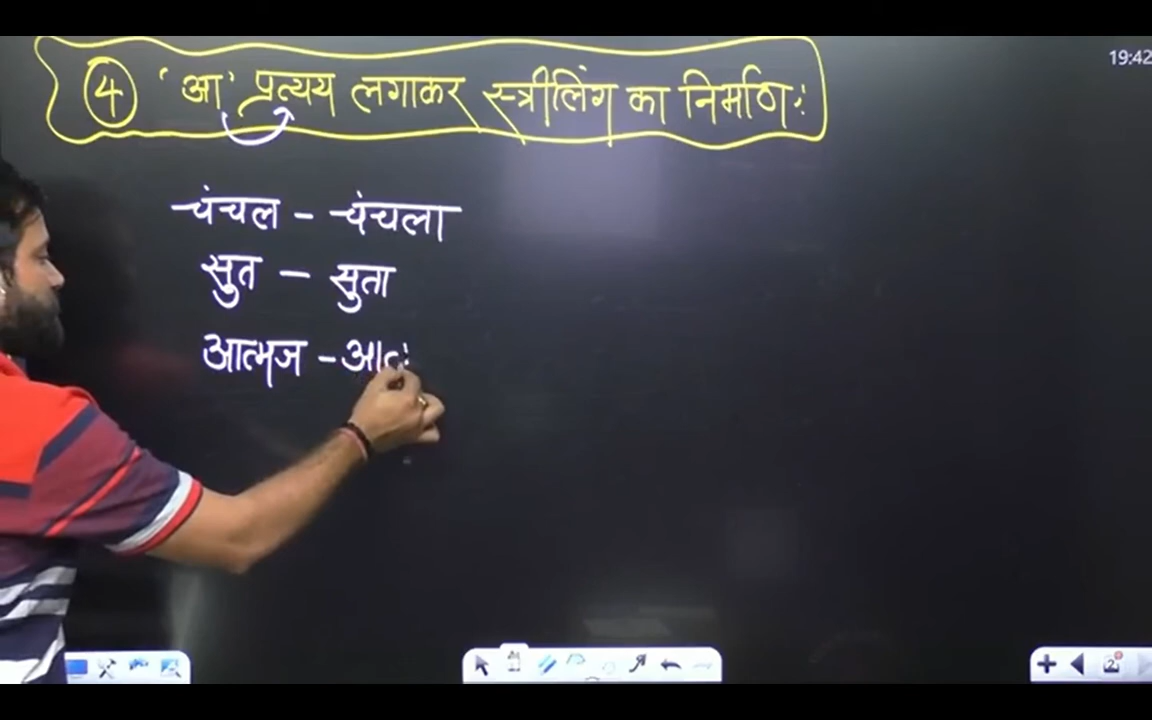 ④ 'आ' प्रत्यय लगाकर स्त्रीलिंग का निर्माण :
चंचल - चंचला
सुत - सुता
आत्मज -
19:42